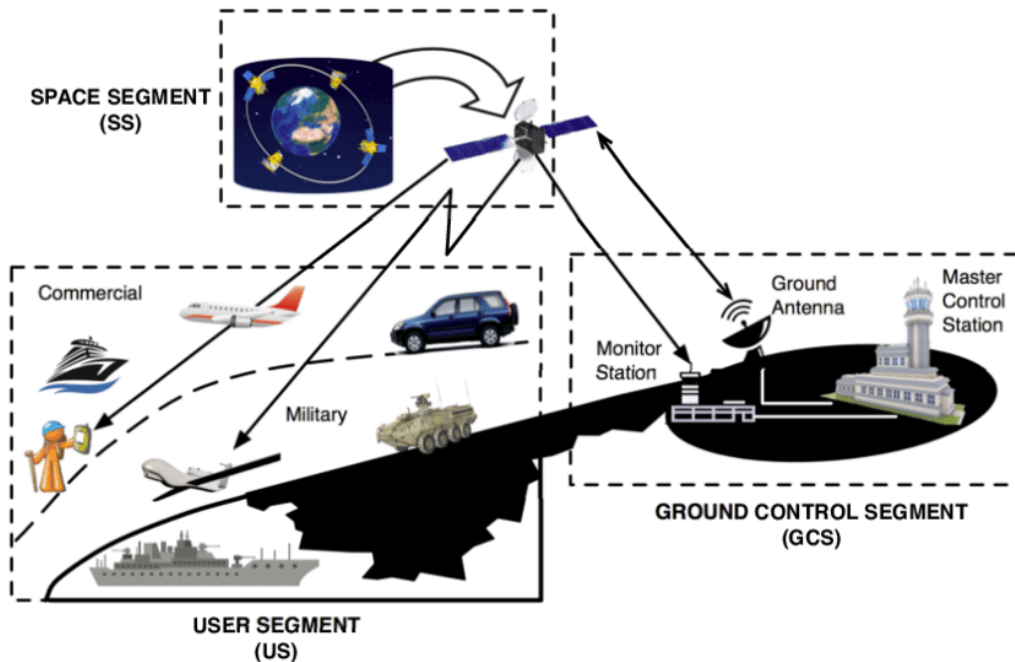 SPACE SEGMENT
(SS)
Commercial
Military
Ground
Antenna
Master
Control
Station
Monitor
Station
GROUND CONTROL SEGMENT
(GCS)
USER SEGMENT
(US)